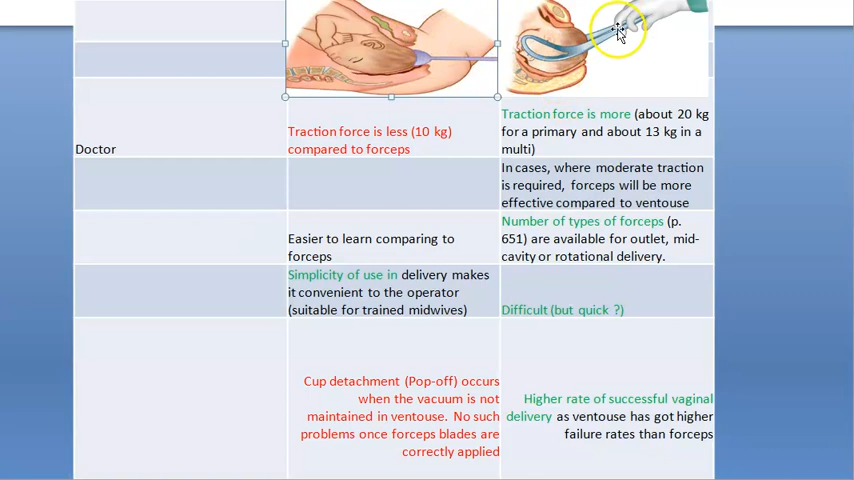 Doctor
Traction force is less (10 kg)
compared to forceps
Traction force is more (about 20 kg
for a primary and about 13 kg in a
multi)
In cases, where moderate traction
is required, forceps will be more
effective compared to ventouse
Easier to learn comparing to
forceps
Number of types of forceps (p.
651) are available for outlet, mid-
cavity or rotational delivery.
Simplicity of use in delivery makes
it convenient to the operator
(suitable for trained midwives)
Difficult (but quick ?)
Cup detachment (Pop-off) occurs
when the vacuum is not
maintained in ventouse. No such
problems once forceps blades are
correctly applied
Higher rate of successful vaginal
delivery as ventouse has got higher
failure rates than forceps